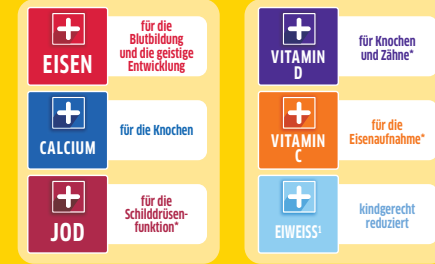 EISEN
für die
Blutbildung
und die geistige
Entwicklung
CALCIUM
für die Knochen
JOD
für die
Schilddrüsen-
funktion*
VITAMIN
D
für Knochen
und Zähne*
VITAMIN
C
für die
Eisenaufnahme*
EIWEISS¹
kindgerecht
reduziert